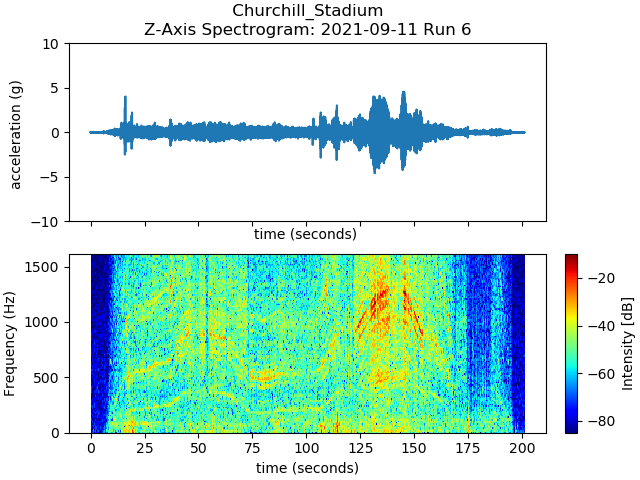 Churchill_Stadium
Z-Axis Spectrogram: 2021-09-11 Run 6
10
5
0
−5
−10
acceleration (g)
time (seconds)
1500
1000
500
0
Frequency (Hz)
0 25 50 75 100 125 150 175 200
time (seconds)
−20
−40
−60
−80
Intensity [dB]